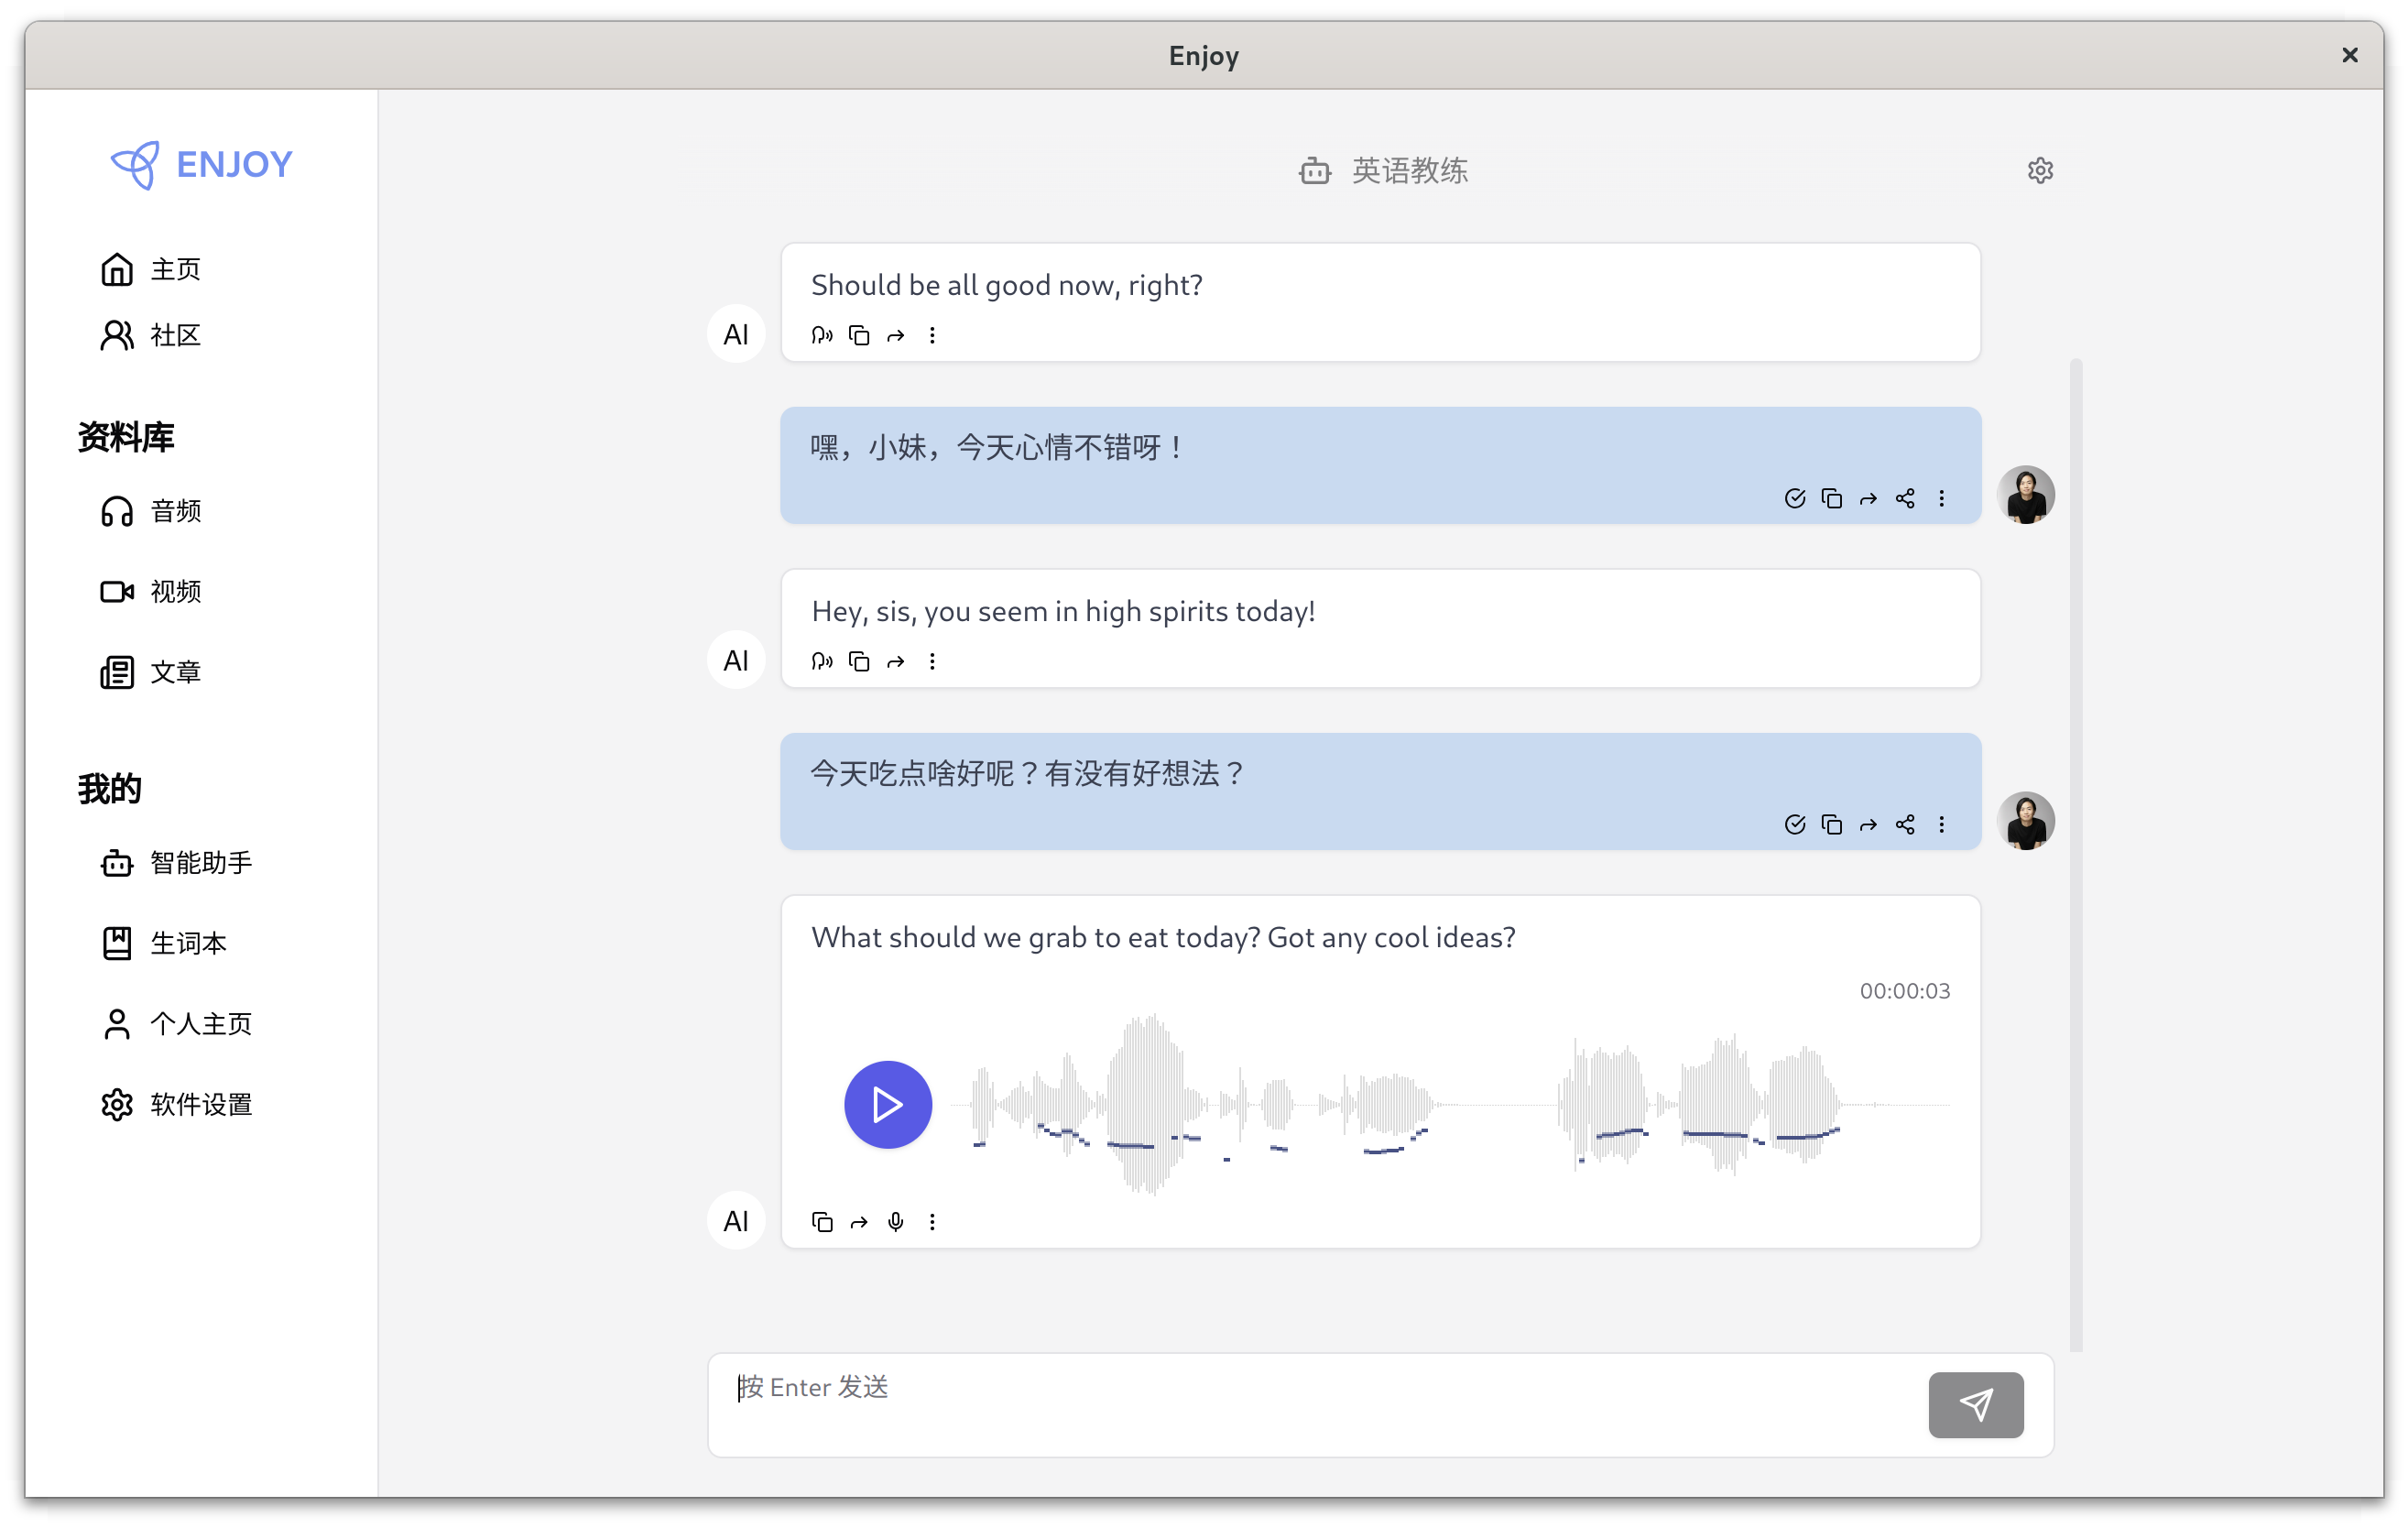 Enjoy
ENJOY
主页
社区
资料库
音频
视频
文章
我的
智能助手
生词本
个人主页
软件设置
英语教练
Should be all good now, right?
AI
嘿，小妹，今天心情不错呀！
Hey, sis, you seem in high spirits today!
AI
今天吃点啥好呢？有没有好想法？
What should we grab to eat today? Got any cool ideas?
00:00:03
AI
按 Enter 发送